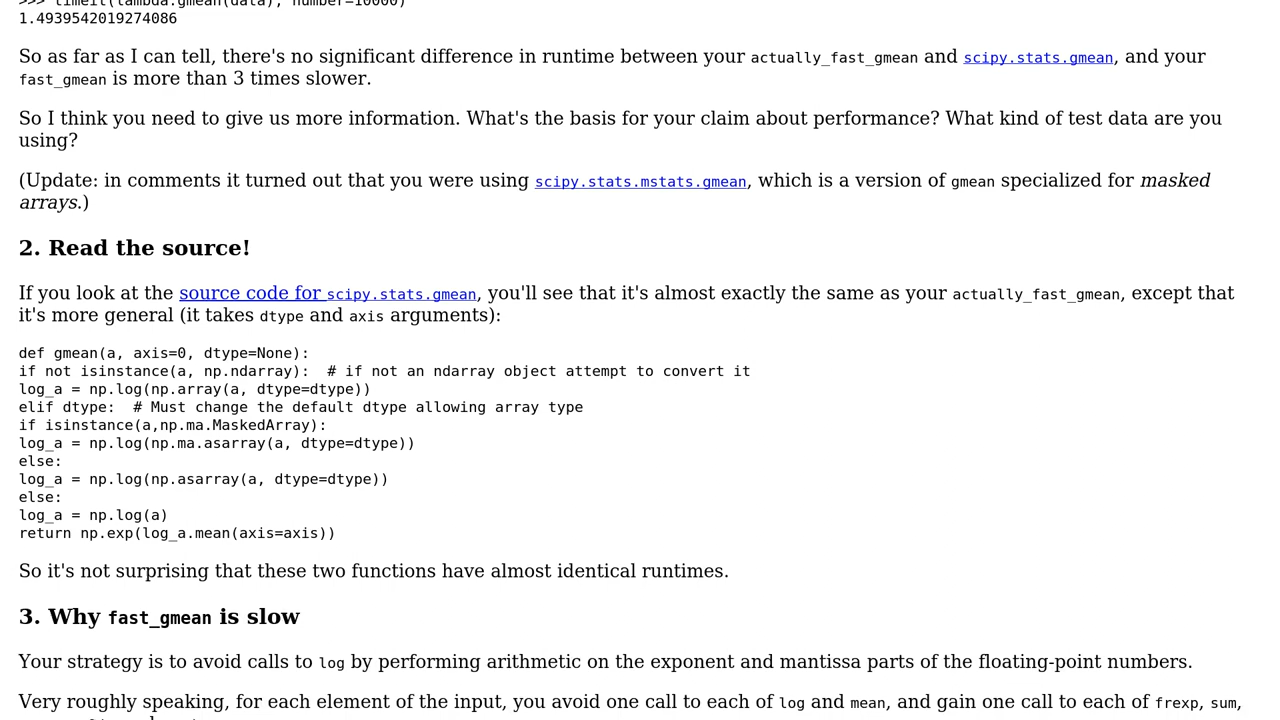 >>> timeit(lambda:gmean(data), number=10000)
1.4939542019274086
So as far as I can tell, there's no significant difference in runtime between your actually_fast_gmean and scipy.stats.gmean, and your
fast_gmean is more than 3 times slower.
So I think you need to give us more information. What's the basis for your claim about performance? What kind of test data are you
using?
(Update: in comments it turned out that you were using scipy.stats.mstats.gmean, which is a version of gmean specialized for masked
arrays.)
2. Read the source!
If you look at the source code for scipy.stats.gmean, you'll see that it's almost exactly the same as your actually_fast_gmean, except that
it's more general (it takes dtype and axis arguments):
def gmean(a, axis=0, dtype=None):
if not isinstance(a, np.ndarray):  # if not an ndarray object attempt to convert it
log_a = np.log(np.array(a, dtype=dtype))
elif dtype:  # Must change the default dtype allowing array type
if isinstance(a,np.ma.MaskedArray):
log_a = np.log(np.ma.asarray(a, dtype=dtype))
else:
log_a = np.log(np.asarray(a, dtype=dtype))
else:
log_a = np.log(a)
return np.exp(log_a.mean(axis=axis))
So it's not surprising that these two functions have almost identical runtimes.
3. Why fast_gmean is slow
Your strategy is to avoid calls to log by performing arithmetic on the exponent and mantissa parts of the floating-point numbers.
Very roughly speaking, for each element of the input, you avoid one call to each of log and mean, and gain one call to each of frexp, sum,